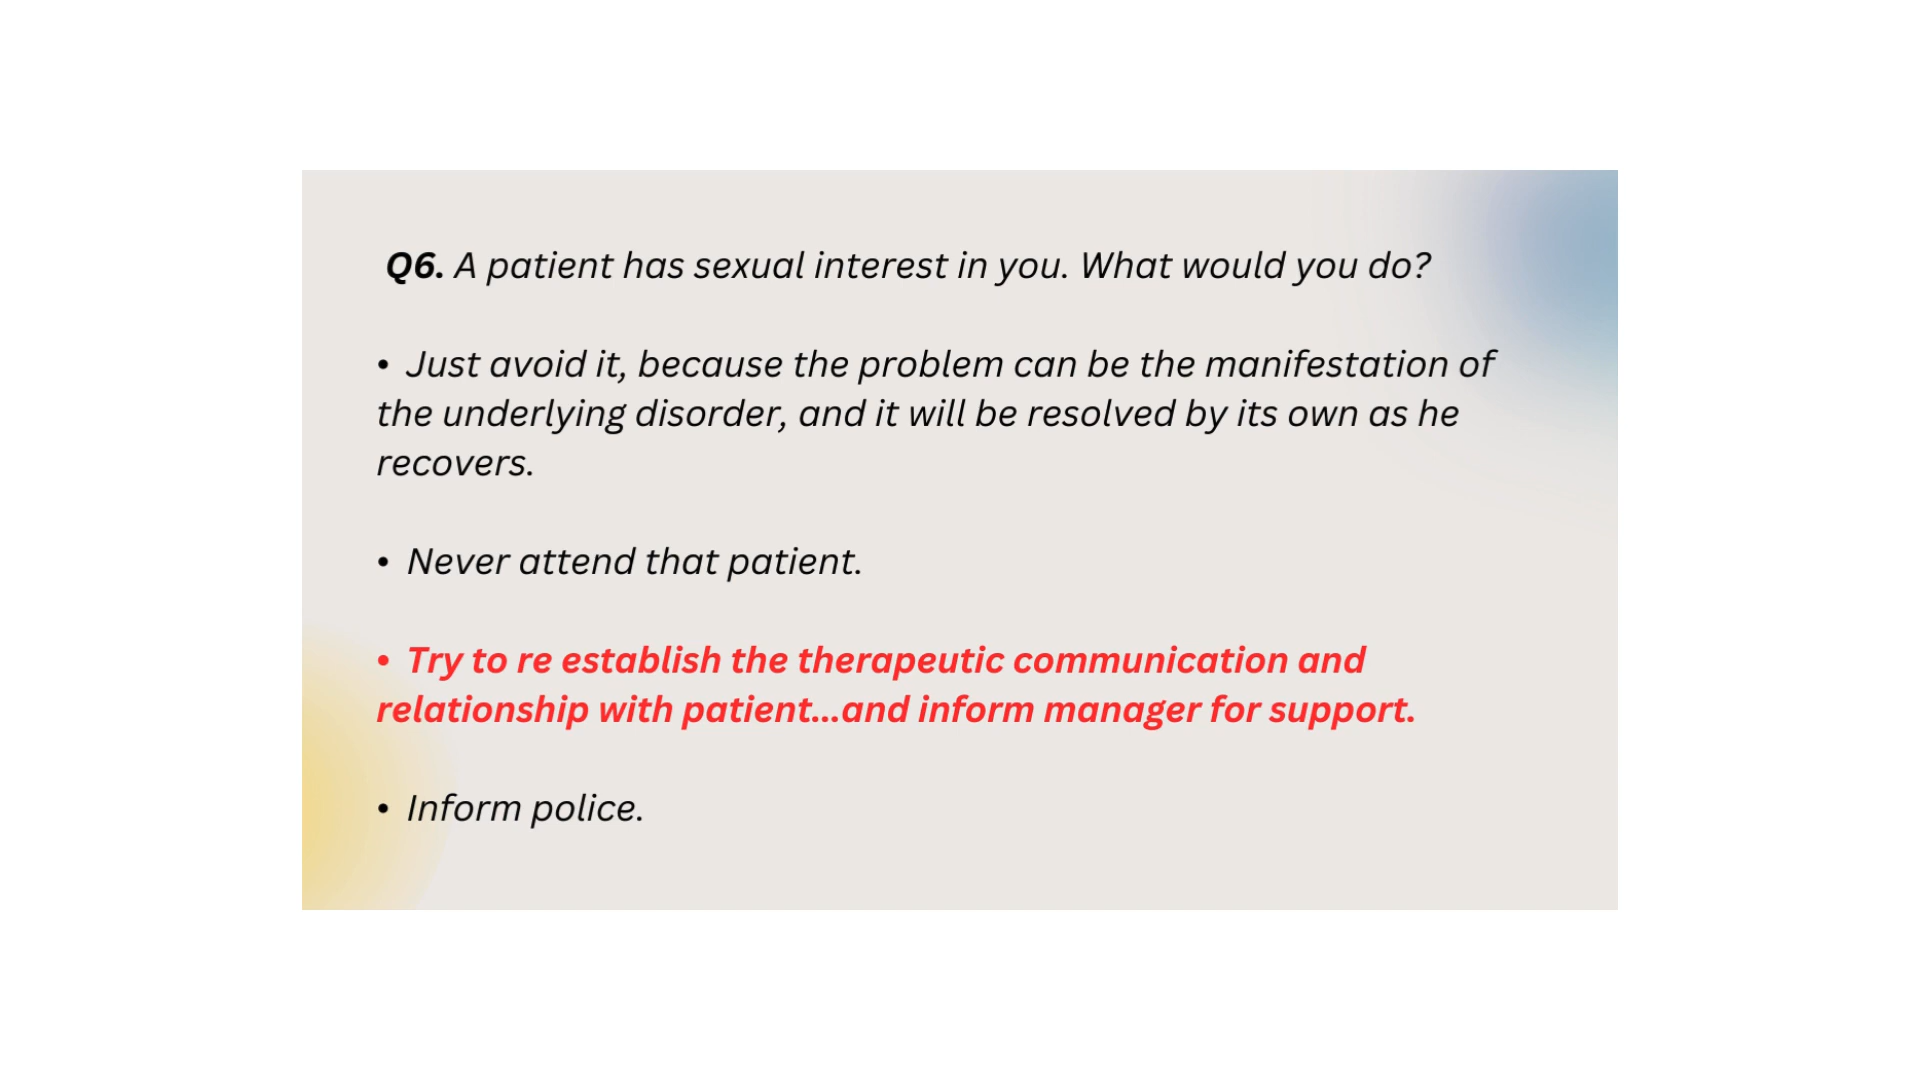 Q6. A patient has sexual interest in you. What would you do?
• Just avoid it, because the problem can be the manifestation of
the underlying disorder, and it will be resolved by its own as he
recovers.
• Never attend that patient.
• Try to re establish the therapeutic communication and
relationship with patient...and inform manager for support.
• Inform police.